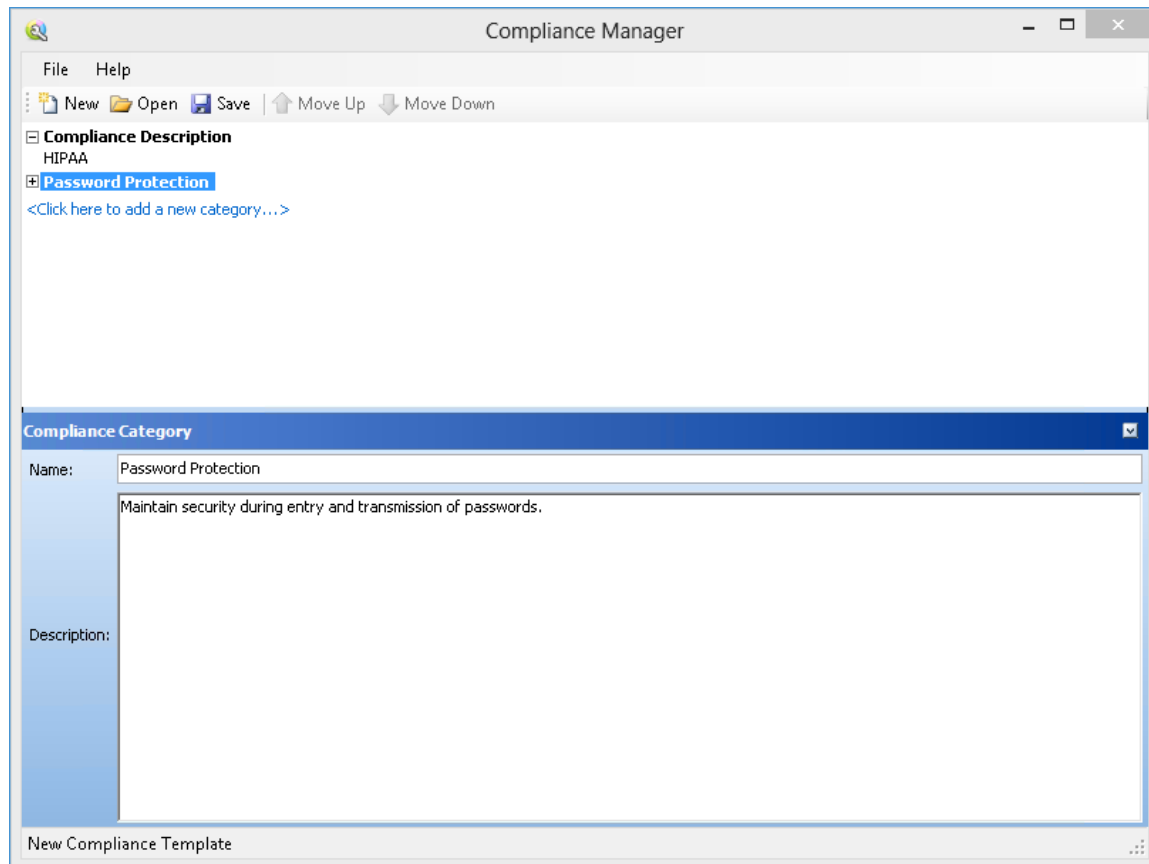 Compliance Manager
File Help
New Open Save Move Up Move Down
Compliance Description
HIPAA
Password Protection
<Click here to add a new category...>
Compliance Category
Name: Password Protection
Maintain security during entry and transmission of passwords.
Description:
New Compliance Template